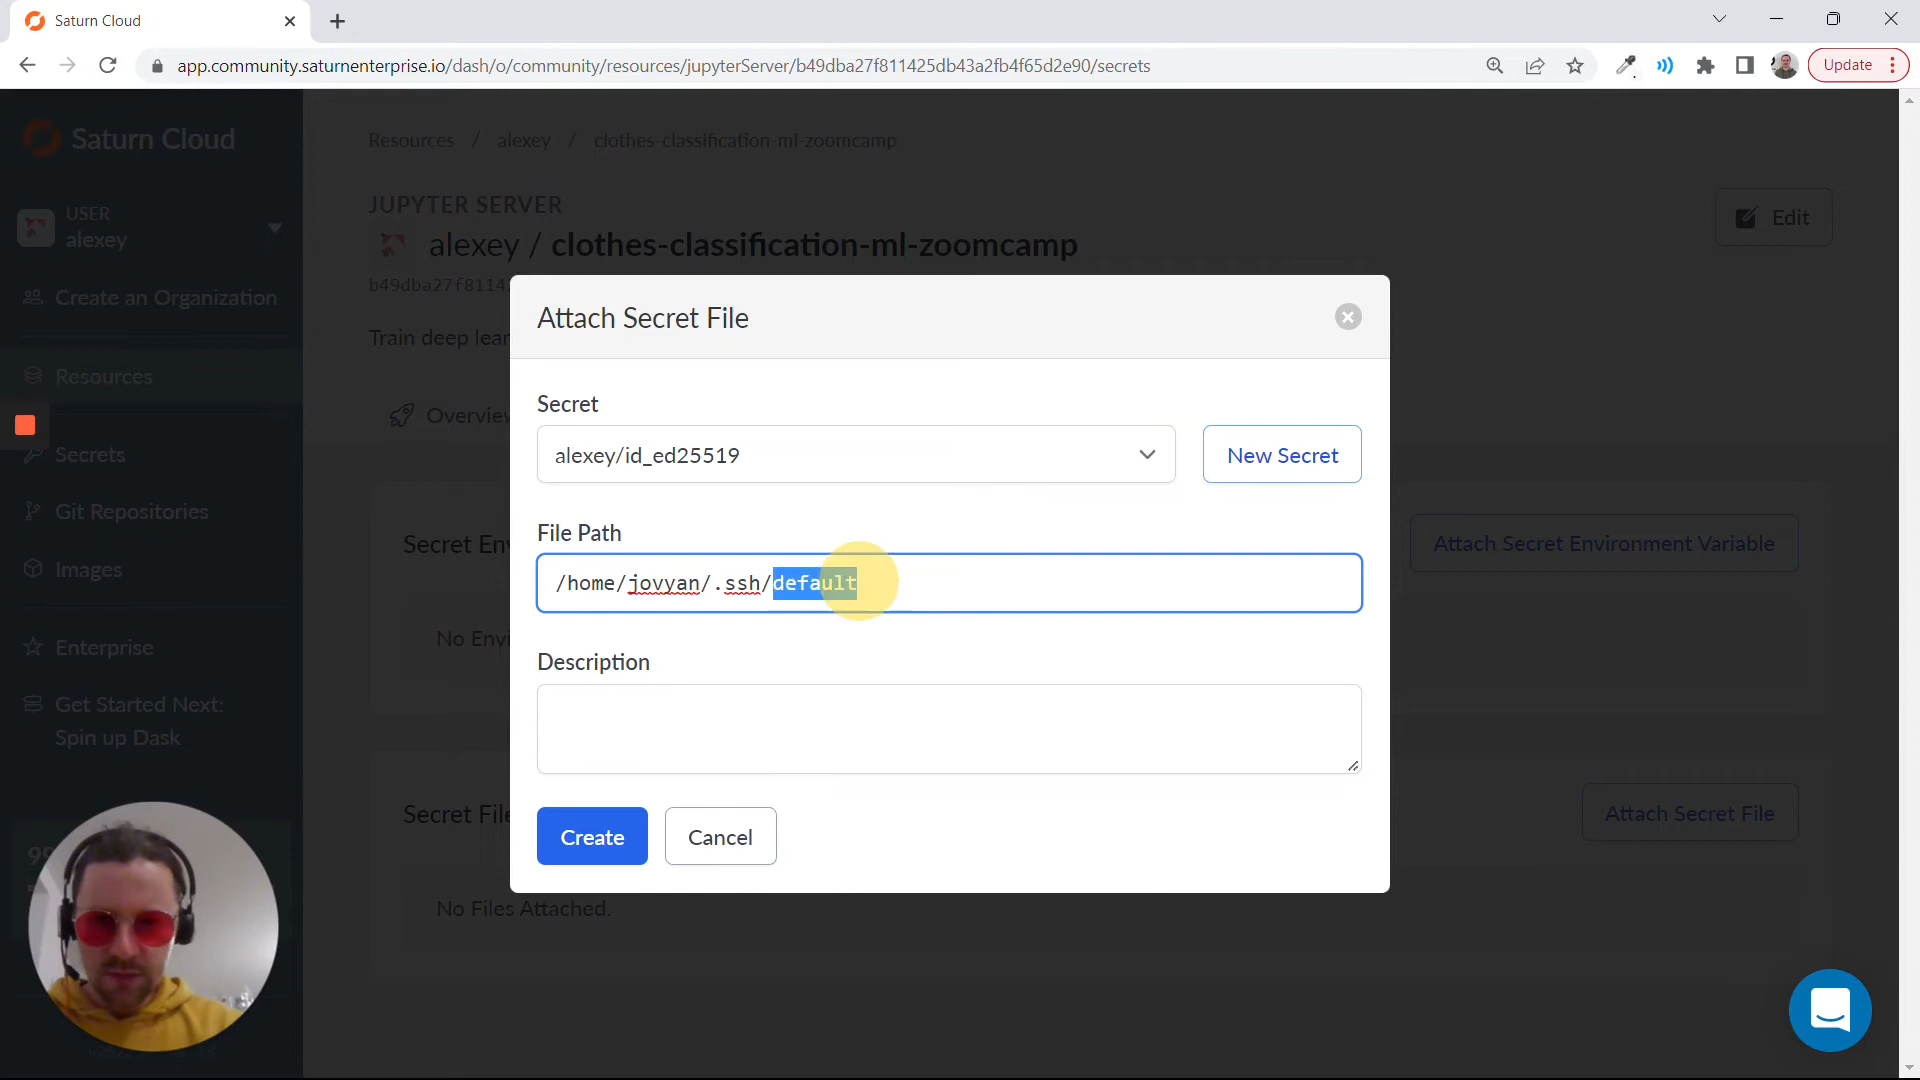 Saturn Cloud
app.community.saturnenterprise.io/dash/o/community/resources/jupyterServer/b49dba27f811425db43a2fb4f65d2e90/secrets
Update
Saturn Cloud
USER
alexey
Create an Organization
Resources
Secrets
Git Repositories
Images
Enterprise
Get Started Next:
Spin up Dask
Resources / alexey / clothes-classification-ml-zoomcamp
JUPYTER SERVER
alexey / clothes-classification-ml-zoomcamp
Edit
b49dba27f8114
Train deep lear
Overview
Secret En
Attach Secret Environment Variable
No Envi
Secret File
Attach Secret File
No Files Attached.
Attach Secret File
Secret
alexey/id_ed25519
New Secret
File Path
/home/jovyan/.ssh/default
Description
Create
Cancel